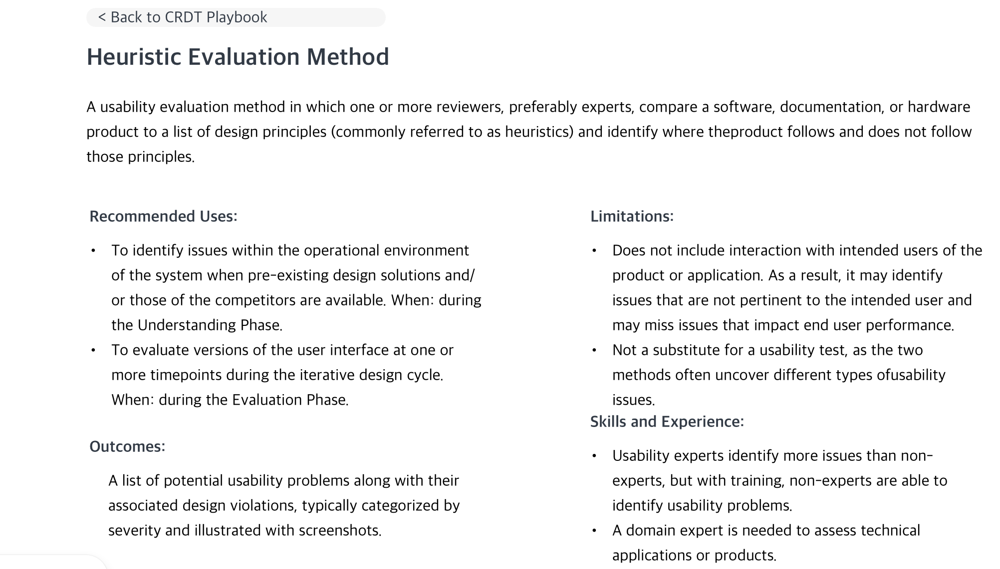 < Back to CRDT Playbook
Heuristic Evaluation Method
A usability evaluation method in which one or more reviewers, preferably experts, compare a software, documentation, or hardware
product to a list of design principles (commonly referred to as heuristics) and identify where theproduct follows and does not follow
those principles.
Recommended Uses:
• To identify issues within the operational environment
of the system when pre-existing design solutions and/
or those of the competitors are available. When: during
the Understanding Phase.
• To evaluate versions of the user interface at one or
more timepoints during the iterative design cycle.
When: during the Evaluation Phase.
Outcomes:
A list of potential usability problems along with their
associated design violations, typically categorized by
severity and illustrated with screenshots.
Limitations:
• Does not include interaction with intended users of the
product or application. As a result, it may identify
issues that are not pertinent to the intended user and
may miss issues that impact end user performance.
• Not a substitute for a usability test, as the two
methods often uncover different types ofusability
issues.
Skills and Experience:
• Usability experts identify more issues than non-
experts, but with training, non-experts are able to
identify usability problems.
• A domain expert is needed to assess technical
applications or products.